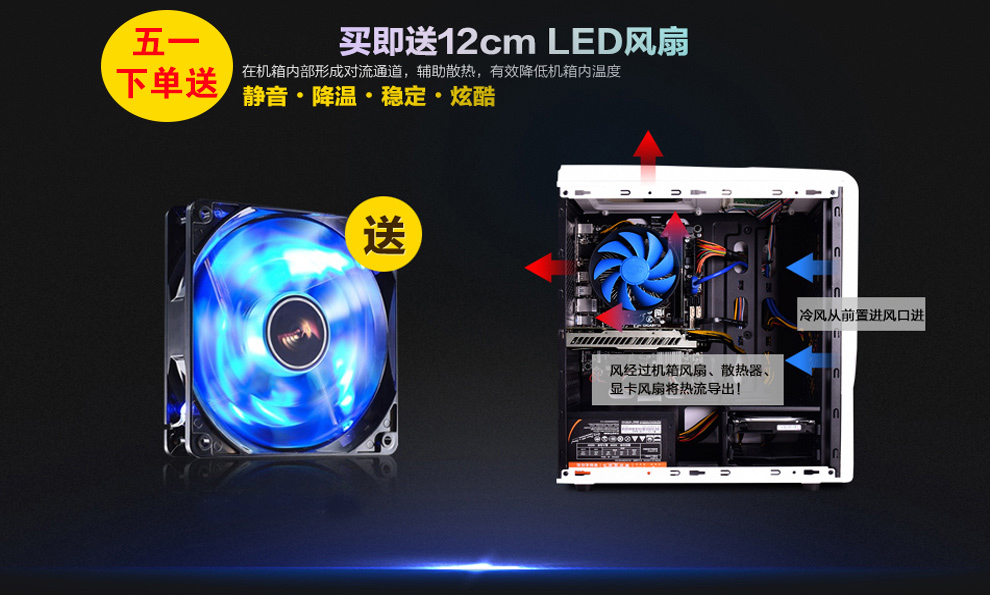 五一
下单送
买即送12cm LED风扇
在机箱内部形成对流通道，辅助散热，有效降低机箱内温度
静音·降温·稳定·炫酷
送
冷风从前置进风口进
风经过机箱风扇、散热器、
显卡风扇将热流导出！